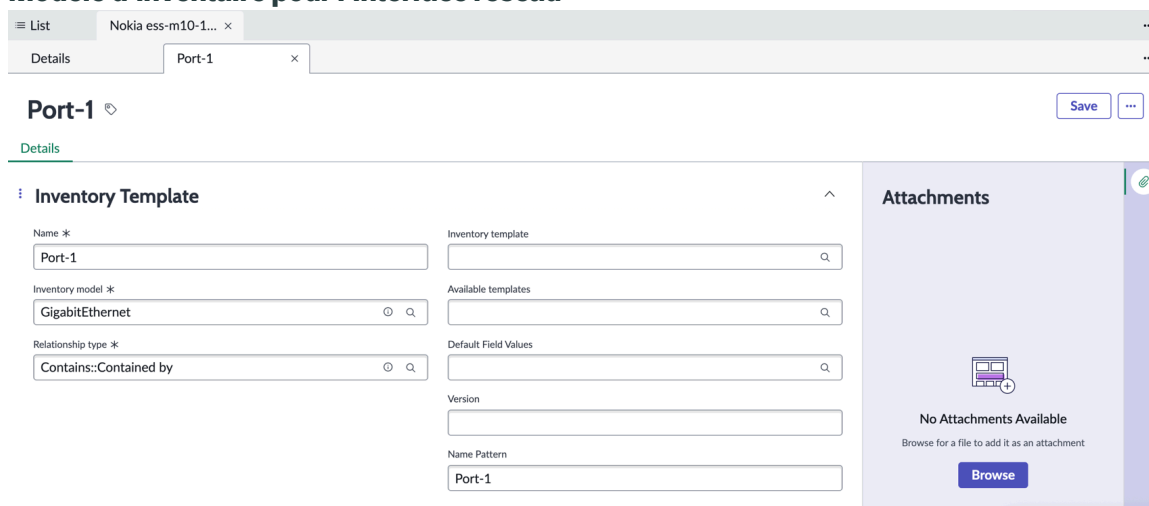 Modèle d'inventaire pour l'interface réseau
List
Nokia ess-m10-1...
Details
Port-1
Port-1
Save
Details
Inventory Template
Name *
Port-1
Inventory model *
GigabitEthernet
Relationship type *
Contains::Contained by
Inventory template
Available templates
Default Field Values
Version
Name Pattern
Port-1
Attachments
No Attachments Available
Browse for a file to add it as an attachment
Browse